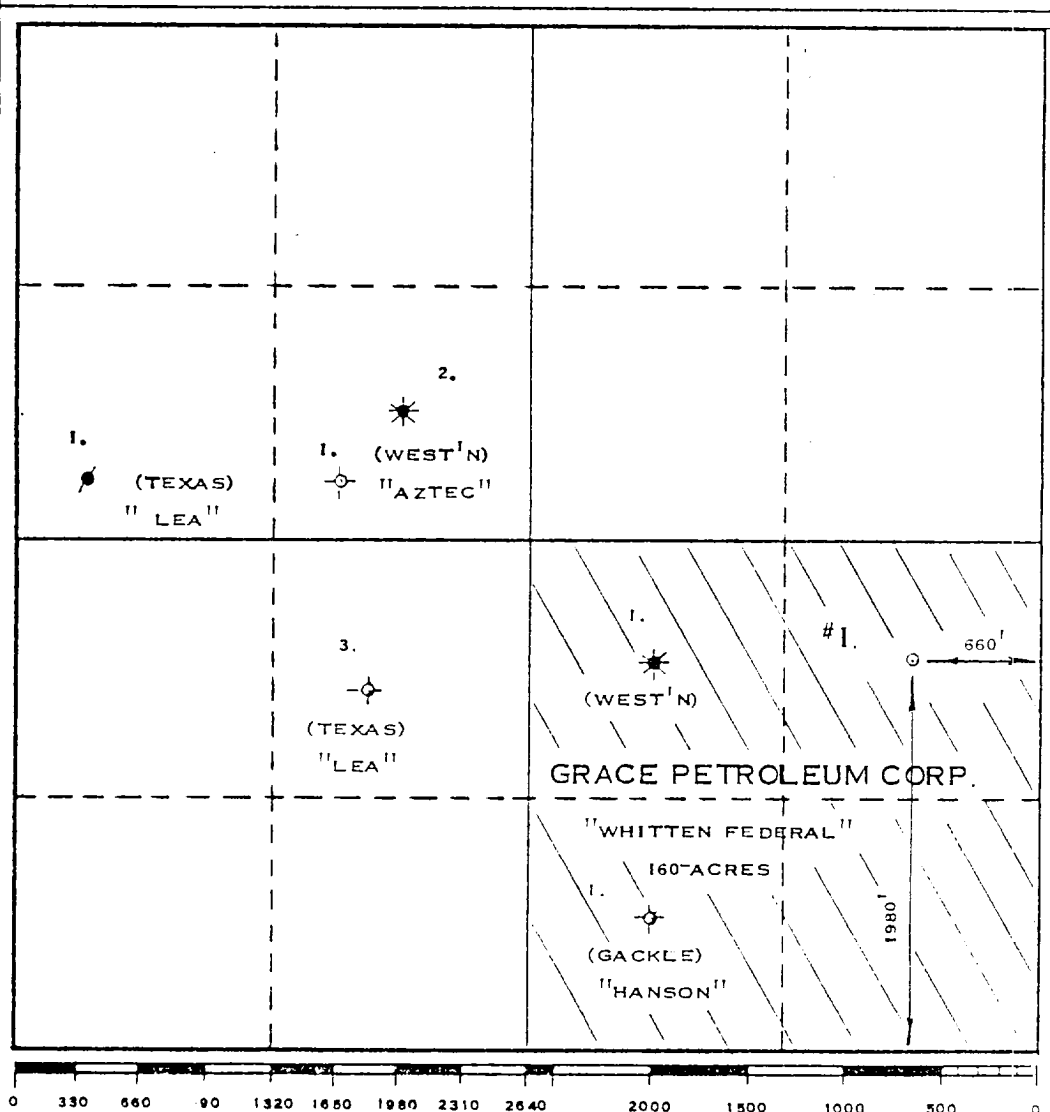 2.
1.
1.
(WEST'N)
"AZTEC"
(TEXAS)
"LEA"
3.
(TEXAS)
"LEA"
1.
(WEST'N)
#1.
660'
GRACE PETROLEUM CORP.
"WHITTEN FEDERAL"
160-ACRES
1.
(GACKLE)
"HANSON"
1980'
0 330 660 90 1320 1650 1980 2310 2640 2000 1500 1000 500 0